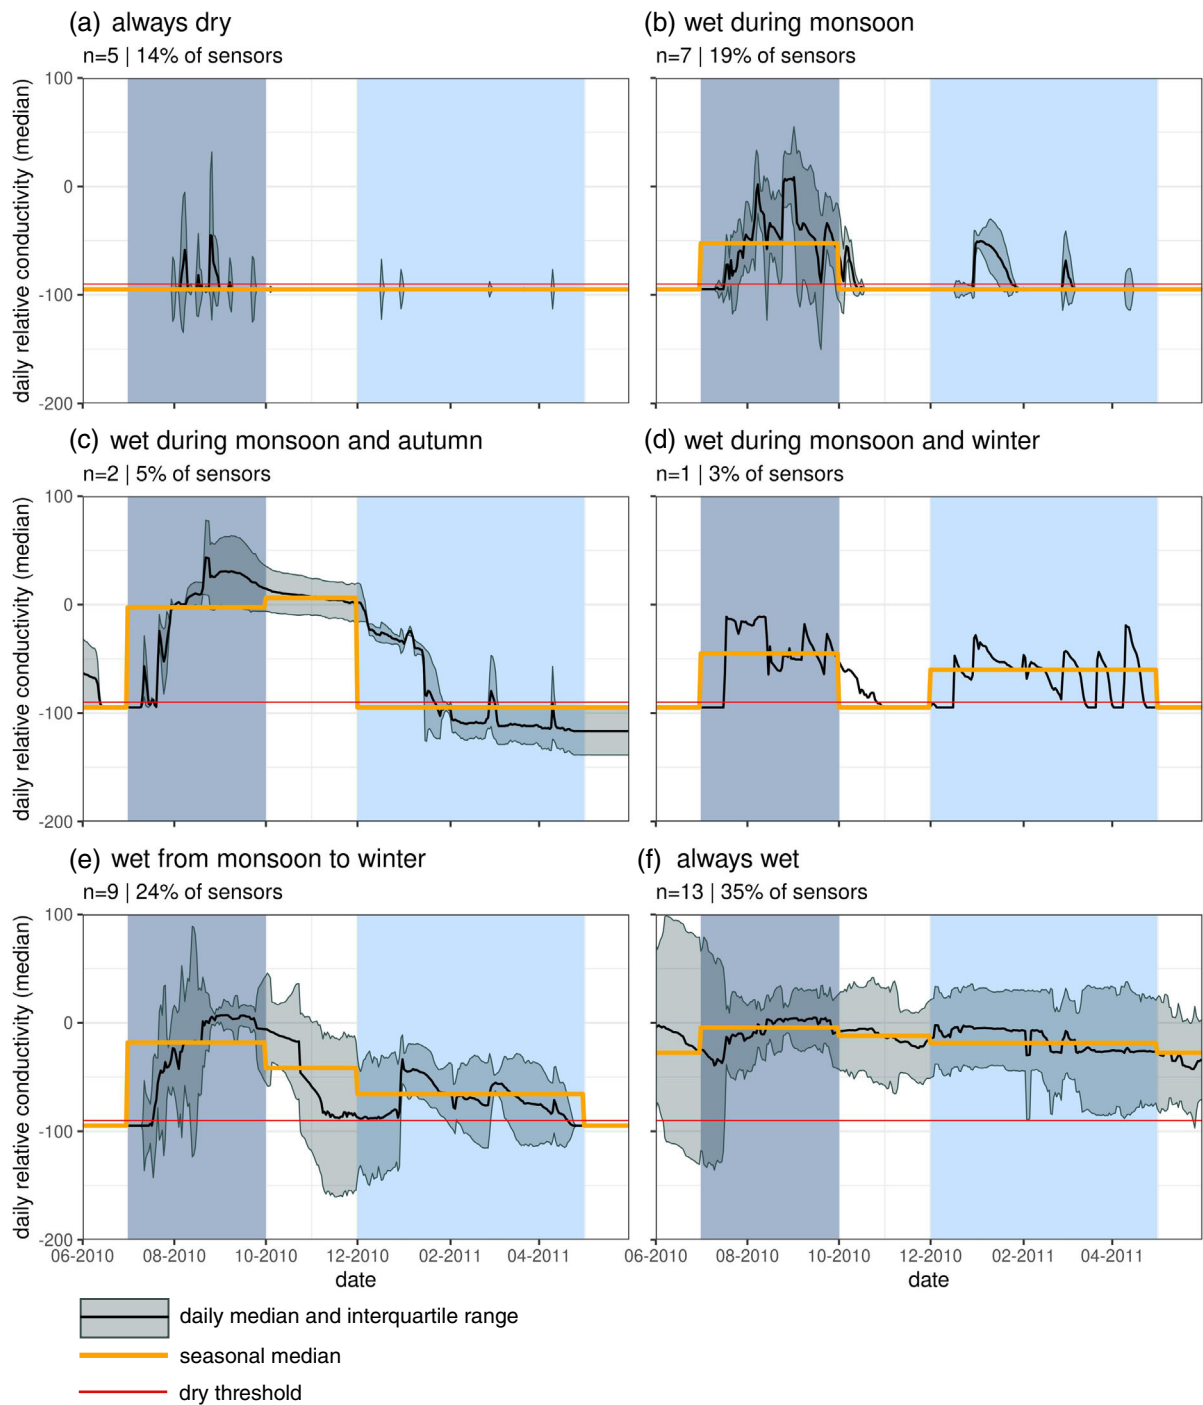 (a) always dry
n=5 | 14% of sensors
(b) wet during monsoon
n=7 | 19% of sensors
daily relative conductivity (median)
100
0
-100
-200
(c) wet during monsoon and autumn
n=2 | 5% of sensors
(d) wet during monsoon and winter
n=1 | 3% of sensors
daily relative conductivity (median)
100
0
-100
-200
(e) wet from monsoon to winter
n=9 | 24% of sensors
(f) always wet
n=13 | 35% of sensors
daily relative conductivity (median)
100
0
-100
-200
06-2010 08-2010 10-2010 12-2010 02-2011 04-2011
date
06-2010 08-2010 10-2010 12-2010 02-2011 04-2011
date
daily median and interquartile range
seasonal median
dry threshold